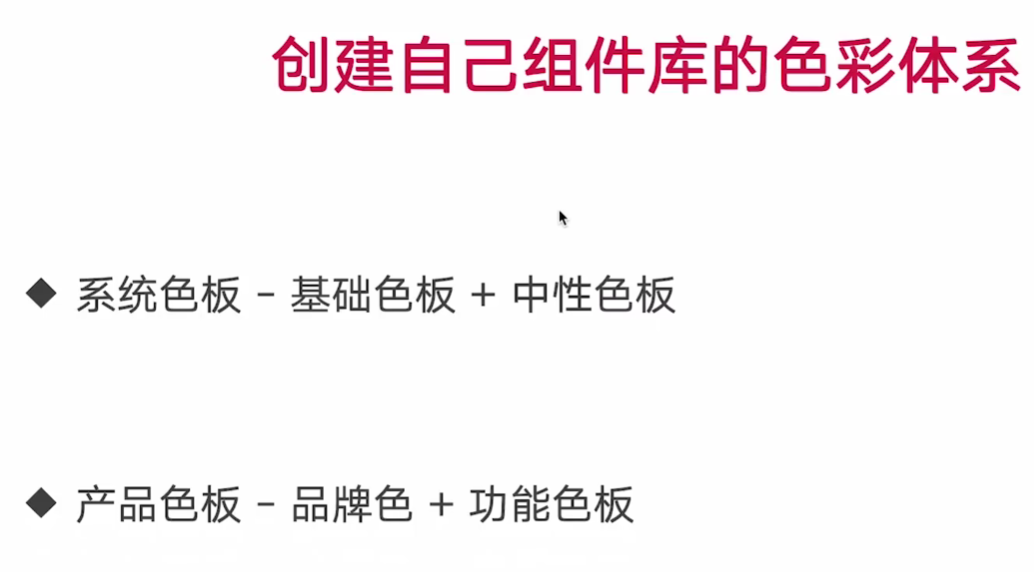 创建自己组件库的色彩体系
◆ 系统色板 - 基础色板 + 中性色板
◆ 产品色板 - 品牌色 + 功能色板